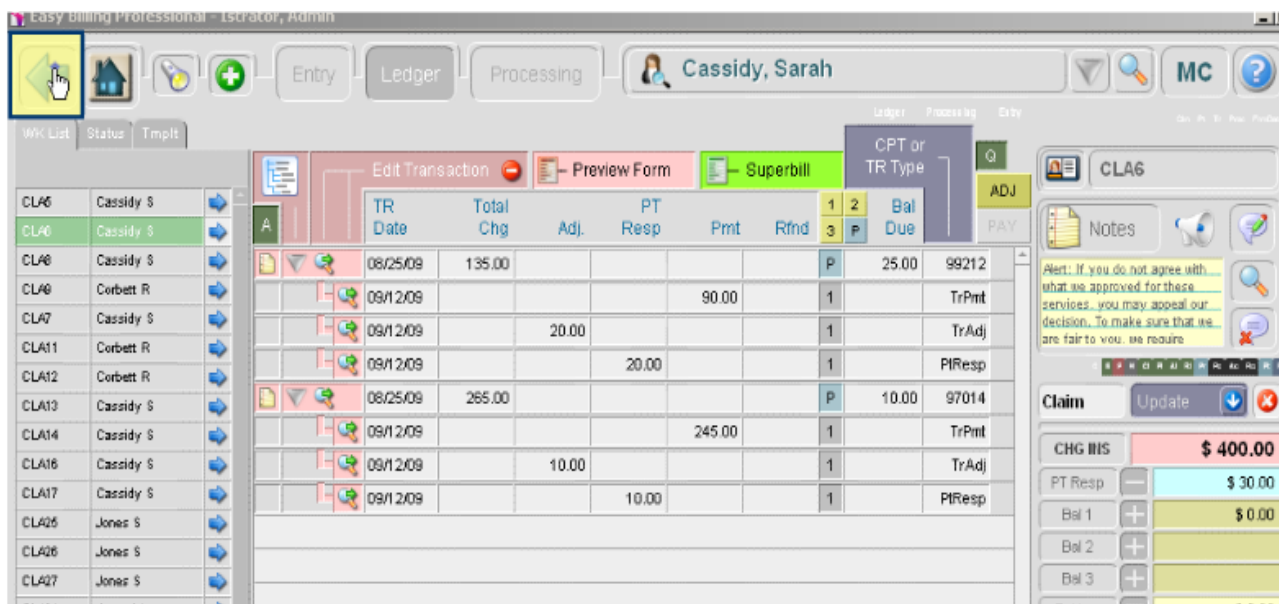 Easy Billing Professional - Istrator, Admin
Entry Ledger Processing Cassidy, Sarah MC ?
Ledger Processing Entry
WK List Status Tmplt
Edit Transaction Preview Form Superbill CPT or TR Type Q ADJ PAY
CLA6
A TR Date Total Chg Adj. PT Resp Pmt Rfnd 1 2 3 P Bal Due
Notes
Alert: If you do not agree with
what we approved for these
services, you may appeal our
decision. To make sure that we
are fair to you, we require
CLA5 Cassidy S
CLA6 Cassidy S
CLA8 Cassidy S
CLA9 Corbett R
CLA7 Cassidy S
CLA11 Corbett R
CLA12 Corbett R
CLA13 Cassidy S
CLA14 Cassidy S
CLA16 Cassidy S
CLA17 Cassidy S
CLA25 Jones S
CLA26 Jones S
CLA27 Jones S
08/25/09 135.00 P 25.00 99212
09/12/09 90.00 1 TrPmt
09/12/09 20.00 1 TrAdj
09/12/09 20.00 1 PtResp
08/25/09 265.00 P 10.00 97014
09/12/09 245.00 1 TrPmt
09/12/09 10.00 1 TrAdj
09/12/09 10.00 1 PtResp
Claim Update
CHG INS $ 400.00
PT Resp $ 30.00
Bal 1 $ 0.00
Bal 2
Bal 3